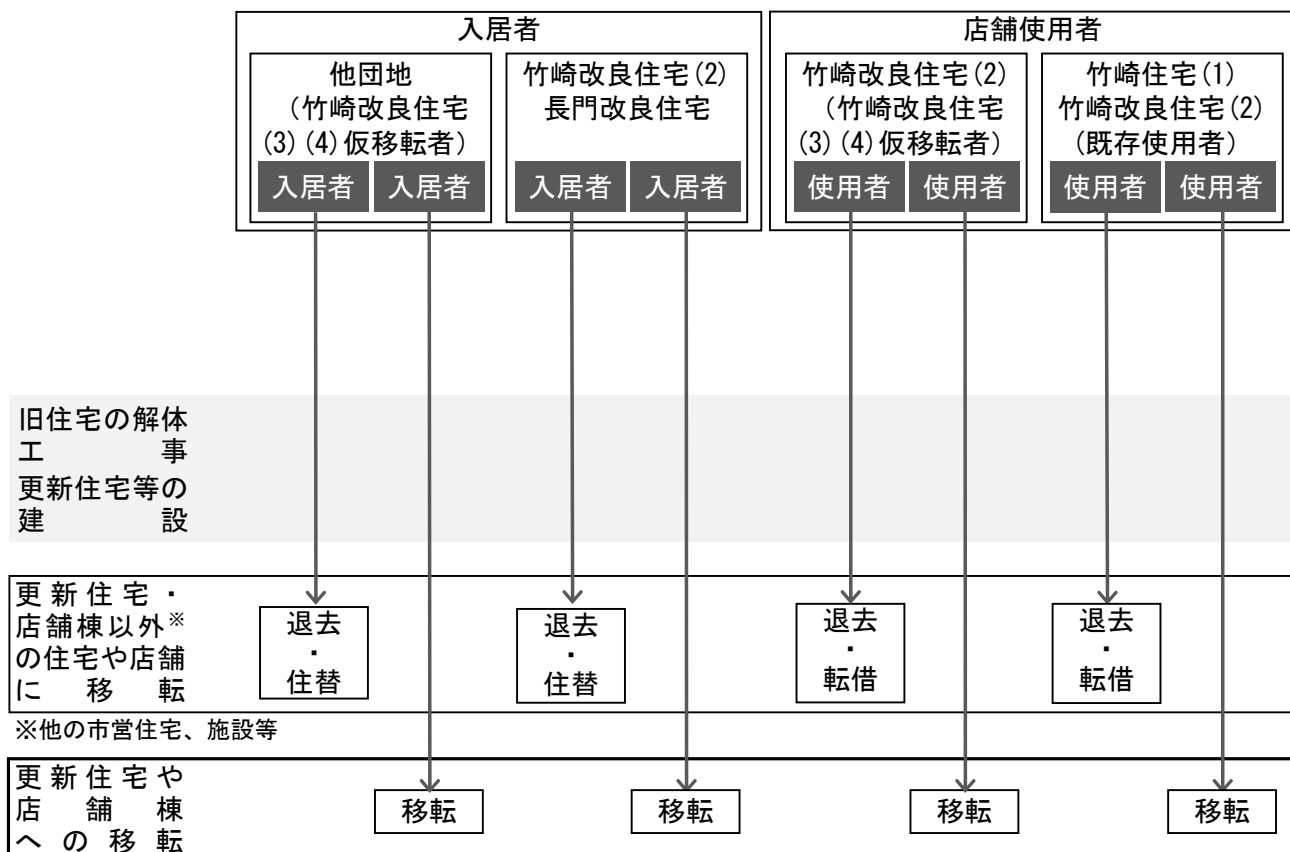 入居者
店舗使用者
他団地
（竹崎改良住宅
(3)(4)仮移転者）
竹崎改良住宅(2)
長門改良住宅
竹崎改良住宅(2)
（竹崎改良住宅
(3)(4)仮移転者）
竹崎住宅(1)
竹崎改良住宅(2)
（既存使用者）
入居者 入居者 入居者 入居者 使用者 使用者 使用者 使用者
旧住宅の解体
工事
更新住宅等の
建設
更新住宅・
店舗棟以外※
の住宅や店舗
に移転
退去
・
住替
退去
・
住替
退去
・
転借
退去
・
転借
※他の市営住宅、施設等
更新住宅や
店舗棟
への移転
移転 移転 移転 移転